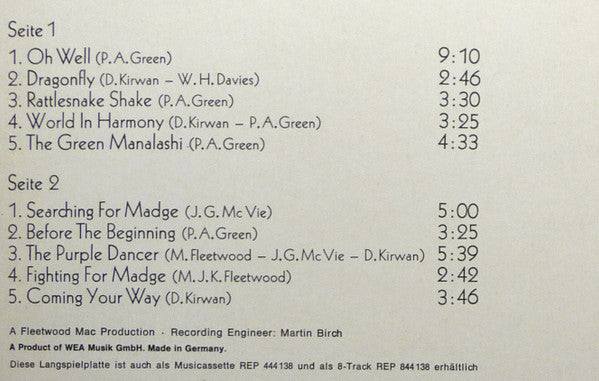 Seite 1
1. Oh Well (P.A.Green) 9:10
2. Dragonfly (D.Kirwan – W.H.Davies) 2:46
3. Rattlesnake Shake (P.A.Green) 3:30
4. World In Harmony (D.Kirwan – P.A.Green) 3:25
5. The Green Manalashi (P.A.Green) 4:33
Seite 2
1. Searching For Madge (J.G.McVie) 5:00
2. Before The Beginning (P.A.Green) 3:25
3. The Purple Dancer (M.Fleetwood – J.G.McVie – D.Kirwan) 5:39
4. Fighting For Madge (M.J.K.Fleetwood) 2:42
5. Coming Your Way (D.Kirwan) 3:46
A Fleetwood Mac Production · Recording Engineer: Martin Birch
A Product of WEA Musik GmbH. Made in Germany.
Diese Langspielplatte ist auch als Musicassette REP 444138 und als 8-Track REP 844138 erhältlich